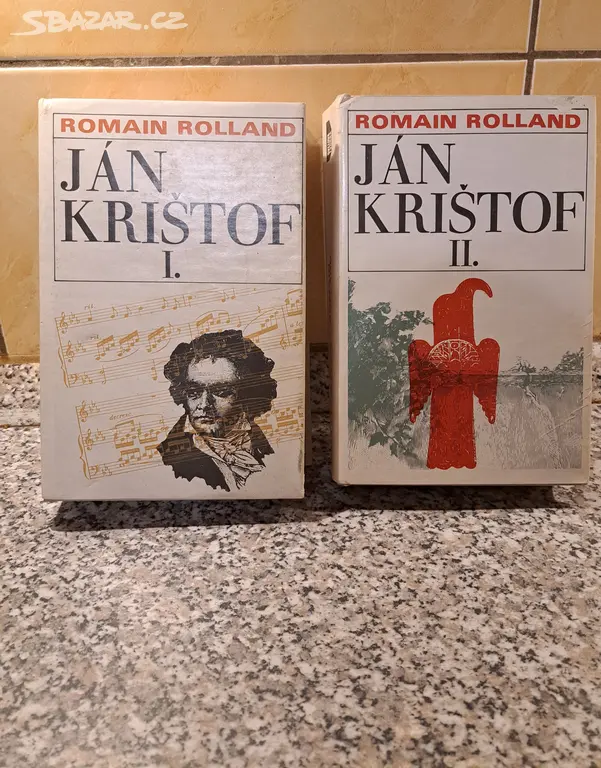 SBAZAR.CZ
ROMAIN ROLLAND
JÁN
KRIŠTOF
I.
ROMAIN ROLLAND
JÁN
KRIŠTOF
II.